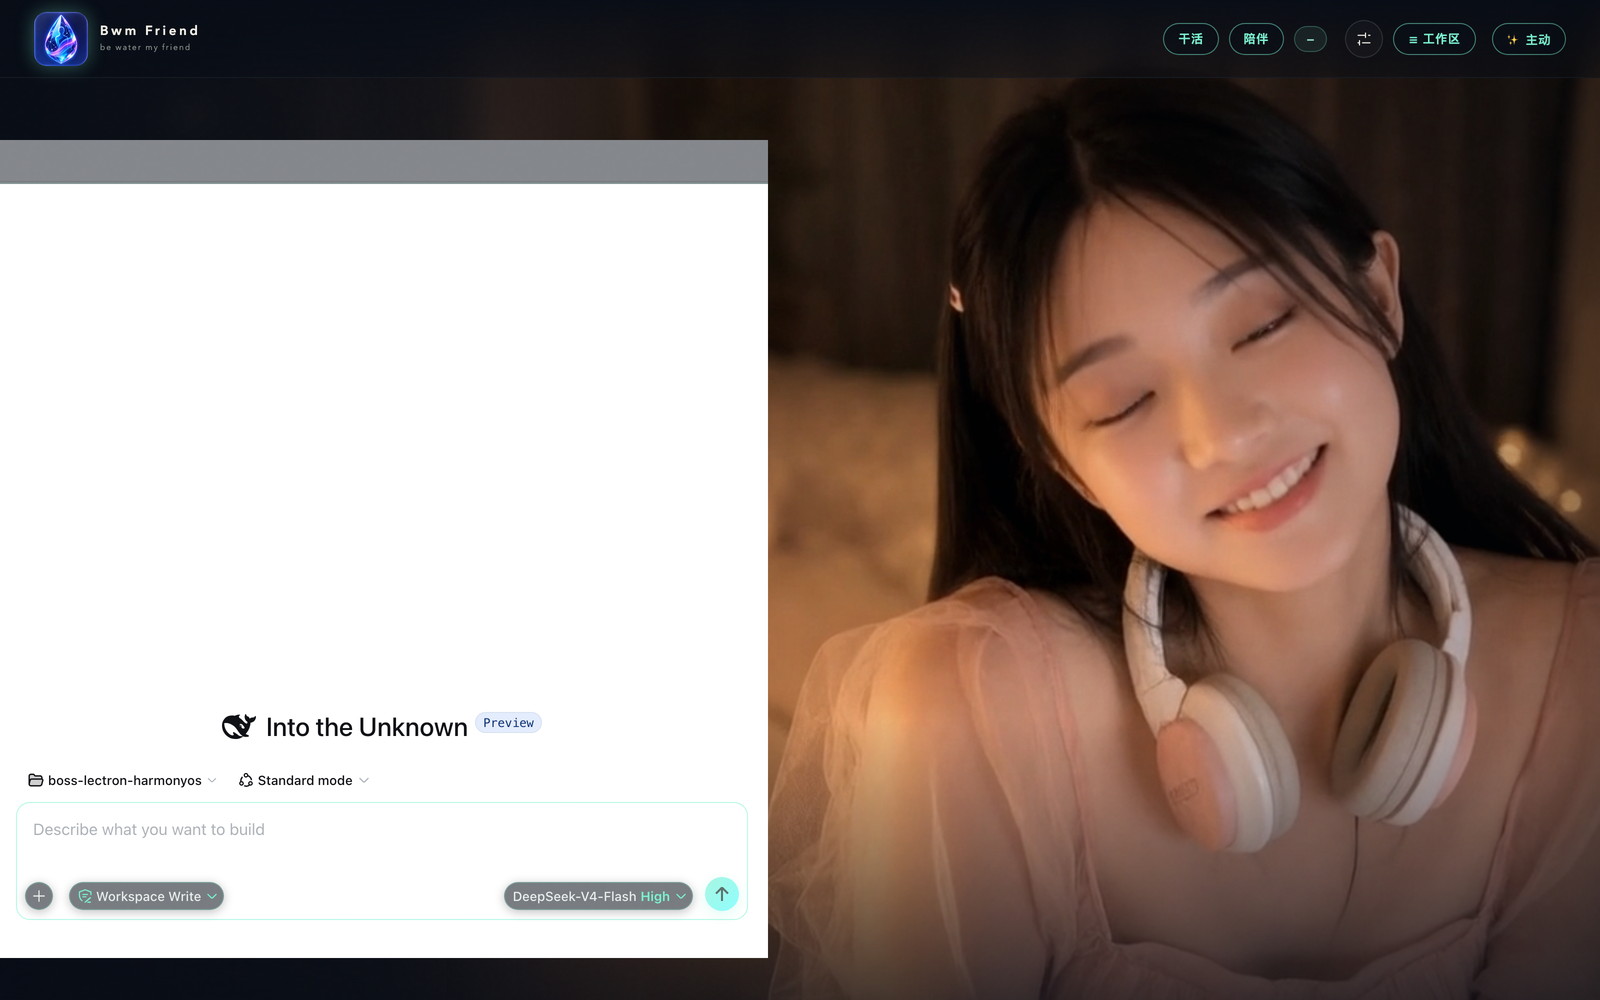 Bwm Friend
be water my friend
干活
陪伴
–
≡ 工作区
✨ 主动
Into the Unknown
Preview
boss-lectron-harmonyos
Standard mode
Describe what you want to build
Workspace Write
DeepSeek-V4-Flash High